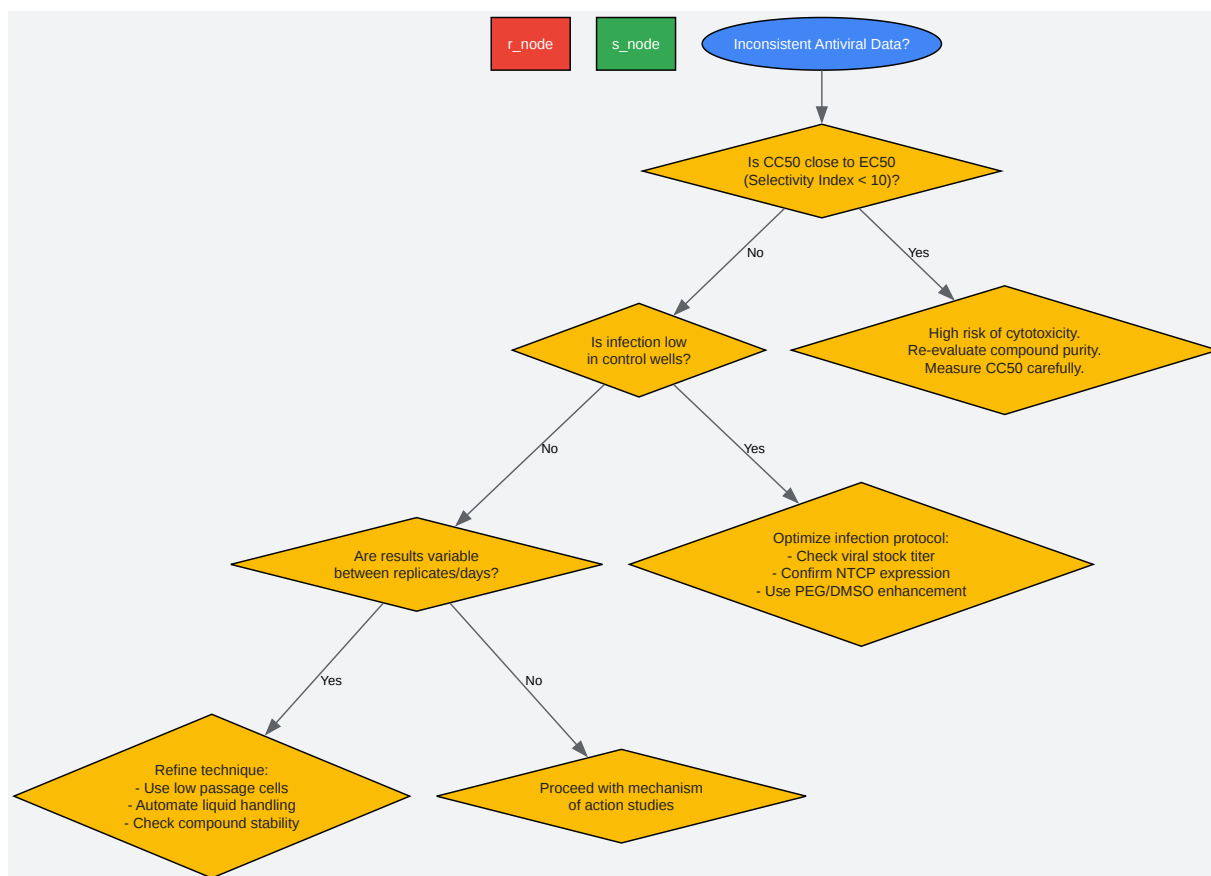 r_node
s_node
Inconsistent Antiviral Data?
Is CC50 close to EC50
(Selectivity Index < 10)?
No
Yes
Is infection low
in control wells?
High risk of cytotoxicity.
Re-evaluate compound purity.
Measure CC50 carefully.
No
Yes
Are results variable
between replicates/days?
Optimize infection protocol:
- Check viral stock titer
- Confirm NTCP expression
- Use PEG/DMSO enhancement
Yes
No
Refine technique:
- Use low passage cells
- Automate liquid handling
- Check compound stability
Proceed with mechanism
of action studies